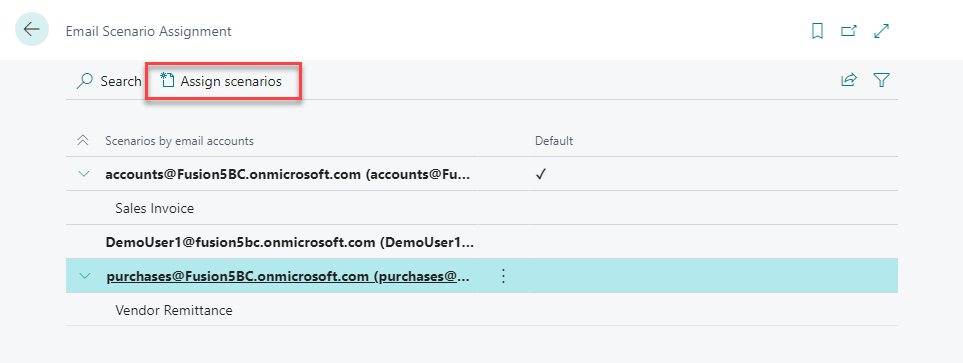 Email Scenario Assignment
Search Assign scenarios
Scenarios by email accounts Default
accounts@Fusion5BC.onmicrosoft.com (accounts@Fu...
Sales Invoice
DemoUser1@fusion5bc.onmicrosoft.com (DemoUser1...
purchases@Fusion5BC.onmicrosoft.com (purchases@...
Vendor Remittance